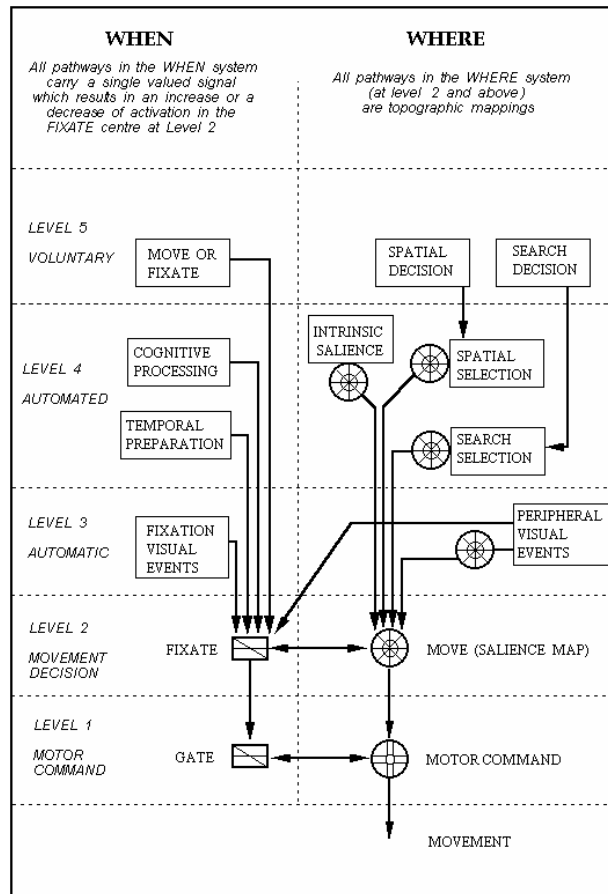 WHEN
All pathways in the WHEN system
carry a single valued signal
which results in an increase or a
decrease of activation in the
FIXATE centre at Level 2
WHERE
All pathways in the WHERE system
(at level 2 and above)
are topographic mappings
LEVEL 5
VOLUNTARY
MOVE OR
FIXATE
SPATIAL
DECISION
SEARCH
DECISION
LEVEL 4
AUTOMATED
COGNITIVE
PROCESSING
TEMPORAL
PREPARATION
INTRINSIC
SALIENCE
SPATIAL
SELECTION
SEARCH
SELECTION
LEVEL 3
AUTOMATIC
FIXATION
VISUAL
EVENTS
PERIPHERAL
VISUAL
EVENTS
LEVEL 2
MOVEMENT
DECISION
FIXATE
MOVE (SALIENCE MAP)
LEVEL 1
MOTOR
COMMAND
GATE
MOTOR COMMAND
MOVEMENT